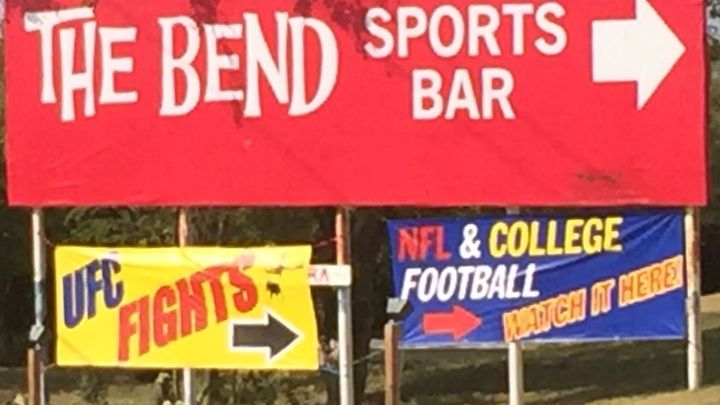 THE BEND SPORTS
BAR
UFC
FIGHTS
NFL & COLLEGE
FOOTBALL
WATCH IT HERE!